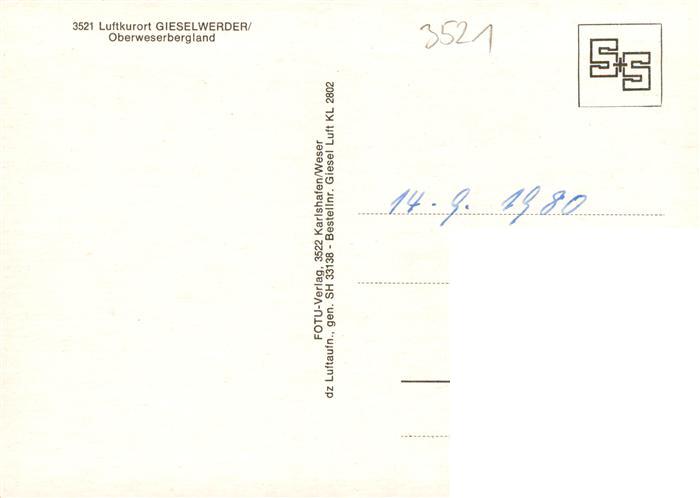 3521 Luftkurort GIESELWERDER/
Oberweserbergland
3521
S+S
FOTU-Verlag, 3522 Karlshafen/Weser
dz Luftaufn., gen. SH 33138 - Bestellnr. Giesel Luft KL 2802
14. 9. 1980